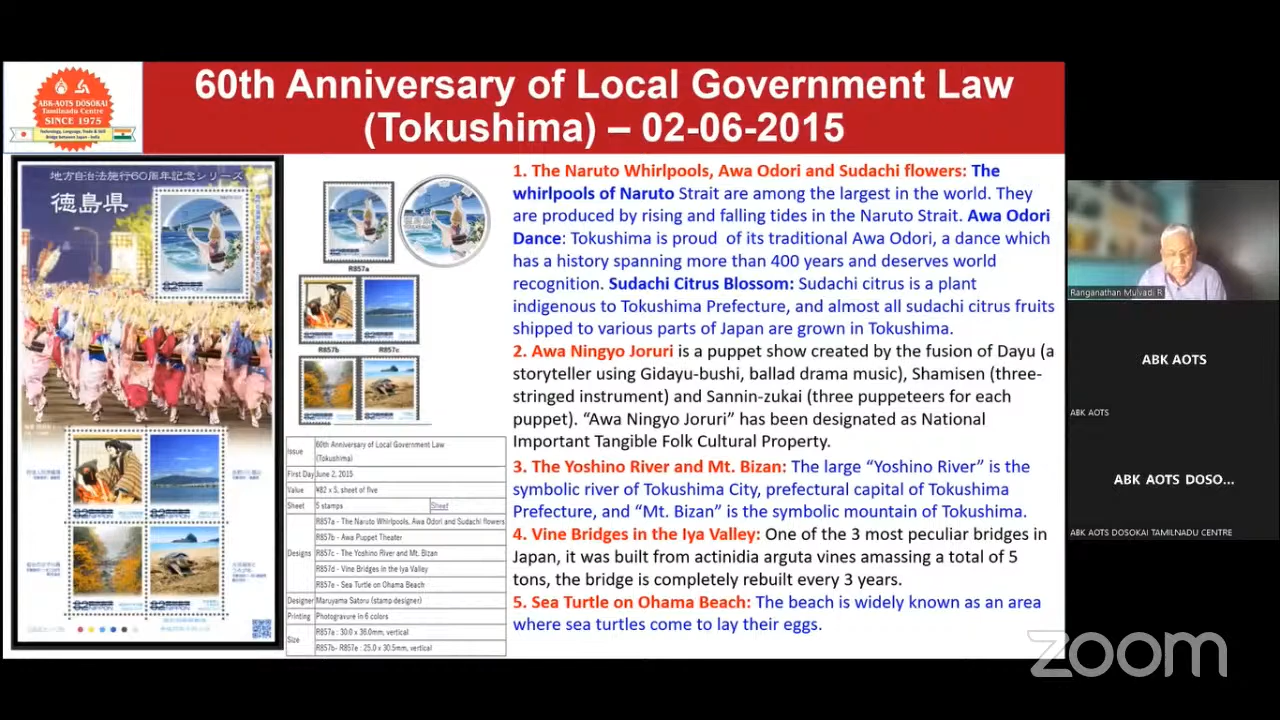 60th Anniversary of Local Government Law
(Tokushima) – 02-06-2015
ABK-AOTS DOSOKAI
Tamilnadu Centre
SINCE 1975
Technology, Language, Trade & Skill
Bridge between Japan - India
地方自治法施行60周年記念シリーズ
徳島県
R857a
R857b
R857c
Issue
60th Anniversary of Local Government Law
(Tokushima)
First Day
June 2, 2015
Value
¥82 x 5, sheet of five
Sheet
5 stamps
Sheet
Designs
R857a - The Naruto Whirlpools, Awa Odori and Sudachi flowers
R857b - Awa Puppet Theater
R857c - The Yoshino River and Mt. Bizan
R857d - Vine Bridges in the Iya Valley
R857e - Sea Turtle on Ohama Beach
Designer
Maruyama Satoru (stamp-designer)
Printing
Photogravure in 6 colors
Size
R857a : 30.0 x 36.0mm, vertical
R857b- R857e : 25.0 x 30.5mm, vertical
1. The Naruto Whirlpools, Awa Odori and Sudachi flowers: The
whirlpools of Naruto Strait are among the largest in the world. They
are produced by rising and falling tides in the Naruto Strait. Awa Odori
Dance: Tokushima is proud of its traditional Awa Odori, a dance which
has a history spanning more than 400 years and deserves world
recognition. Sudachi Citrus Blossom: Sudachi citrus is a plant
indigenous to Tokushima Prefecture, and almost all sudachi citrus fruits
shipped to various parts of Japan are grown in Tokushima.
2. Awa Ningyo Joruri is a puppet show created by the fusion of Dayu (a
storyteller using Gidayu-bushi, ballad drama music), Shamisen (three-
stringed instrument) and Sannin-zukai (three puppeteers for each
puppet). “Awa Ningyo Joruri” has been designated as National
Important Tangible Folk Cultural Property.
3. The Yoshino River and Mt. Bizan: The large “Yoshino River” is the
symbolic river of Tokushima City, prefectural capital of Tokushima
Prefecture, and “Mt. Bizan” is the symbolic mountain of Tokushima.
4. Vine Bridges in the Iya Valley: One of the 3 most peculiar bridges in
Japan, it was built from actinidia arguta vines amassing a total of 5
tons, the bridge is completely rebuilt every 3 years.
5. Sea Turtle on Ohama Beach: The beach is widely known as an area
where sea turtles come to lay their eggs.
Ranganathan Mulvadi R
ABK AOTS
ABK AOTS
ABK AOTS DOSO...
ABK AOTS DOSOKAI TAMILNADU CENTRE
zoom